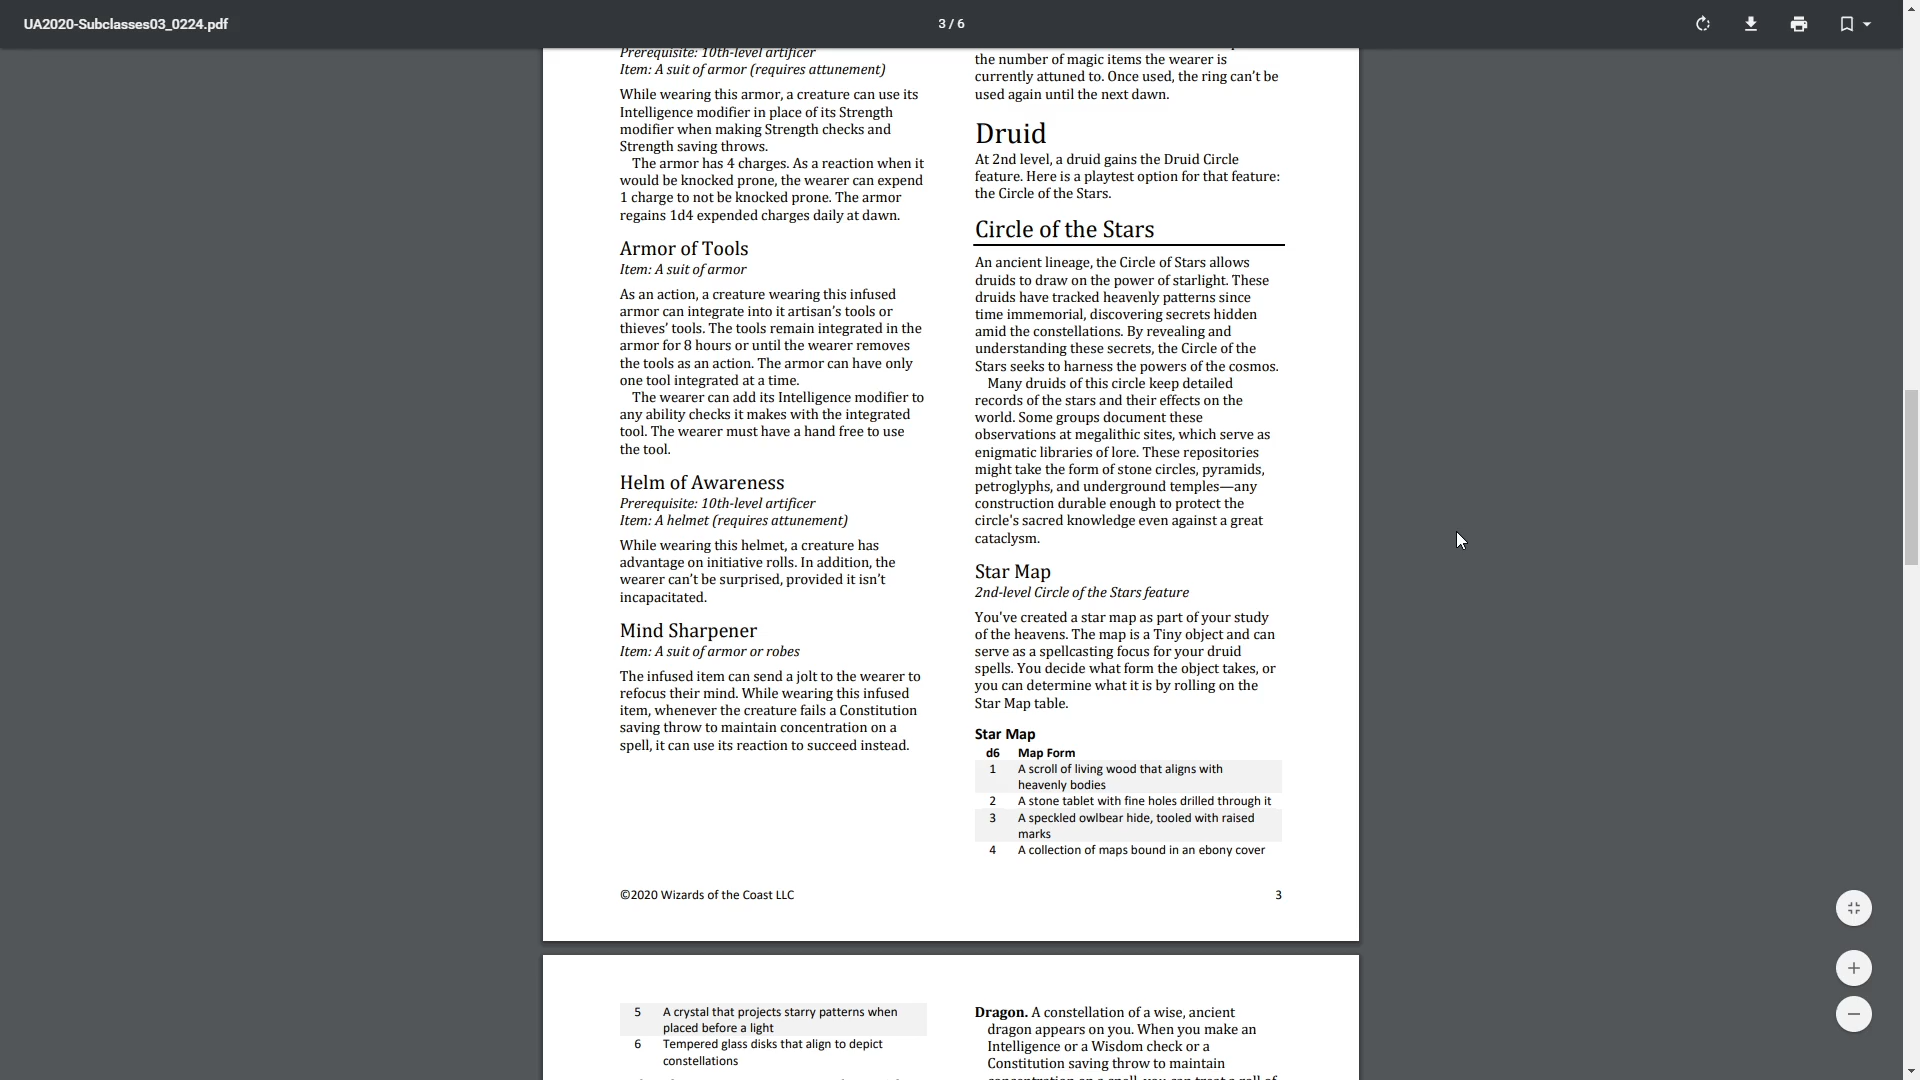 UA2020-Subclasses03_0224.pdf
3 / 6
Prerequisite: 10th-level artificer
Item: A suit of armor (requires attunement)
While wearing this armor, a creature can use its
Intelligence modifier in place of its Strength
modifier when making Strength checks and
Strength saving throws.
The armor has 4 charges. As a reaction when it
would be knocked prone, the wearer can expend
1 charge to not be knocked prone. The armor
regains 1d4 expended charges daily at dawn.
Armor of Tools
Item: A suit of armor
As an action, a creature wearing this infused
armor can integrate into it artisan’s tools or
thieves’ tools. The tools remain integrated in the
armor for 8 hours or until the wearer removes
the tools as an action. The armor can have only
one tool integrated at a time.
The wearer can add its Intelligence modifier to
any ability checks it makes with the integrated
tool. The wearer must have a hand free to use
the tool.
Helm of Awareness
Prerequisite: 10th-level artificer
Item: A helmet (requires attunement)
While wearing this helmet, a creature has
advantage on initiative rolls. In addition, the
wearer can’t be surprised, provided it isn’t
incapacitated.
Mind Sharpener
Item: A suit of armor or robes
The infused item can send a jolt to the wearer to
refocus their mind. While wearing this infused
item, whenever the creature fails a Constitution
saving throw to maintain concentration on a
spell, it can use its reaction to succeed instead.
the number of magic items the wearer is
currently attuned to. Once used, the ring can’t be
used again until the next dawn.
Druid
At 2nd level, a druid gains the Druid Circle
feature. Here is a playtest option for that feature:
the Circle of the Stars.
Circle of the Stars
An ancient lineage, the Circle of Stars allows
druids to draw on the power of starlight. These
druids have tracked heavenly patterns since
time immemorial, discovering secrets hidden
amid the constellations. By revealing and
understanding these secrets, the Circle of the
Stars seeks to harness the powers of the cosmos.
Many druids of this circle keep detailed
records of the stars and their effects on the
world. Some groups document these
observations at megalithic sites, which serve as
enigmatic libraries of lore. These repositories
might take the form of stone circles, pyramids,
petroglyphs, and underground temples—any
construction durable enough to protect the
circle's sacred knowledge even against a great
cataclysm.
Star Map
2nd-level Circle of the Stars feature
You've created a star map as part of your study
of the heavens. The map is a Tiny object and can
serve as a spellcasting focus for your druid
spells. You decide what form the object takes, or
you can determine what it is by rolling on the
Star Map table.
Star Map
d6 Map Form
1 A scroll of living wood that aligns with
heavenly bodies
2 A stone tablet with fine holes drilled through it
3 A speckled owlbear hide, tooled with raised
marks
4 A collection of maps bound in an ebony cover
©2020 Wizards of the Coast LLC
3
5 A crystal that projects starry patterns when
placed before a light
6 Tempered glass disks that align to depict
constellations
Dragon. A constellation of a wise, ancient
dragon appears on you. When you make an
Intelligence or a Wisdom check or a
Constitution saving throw to maintain
concentration on a spell, you can treat a roll of